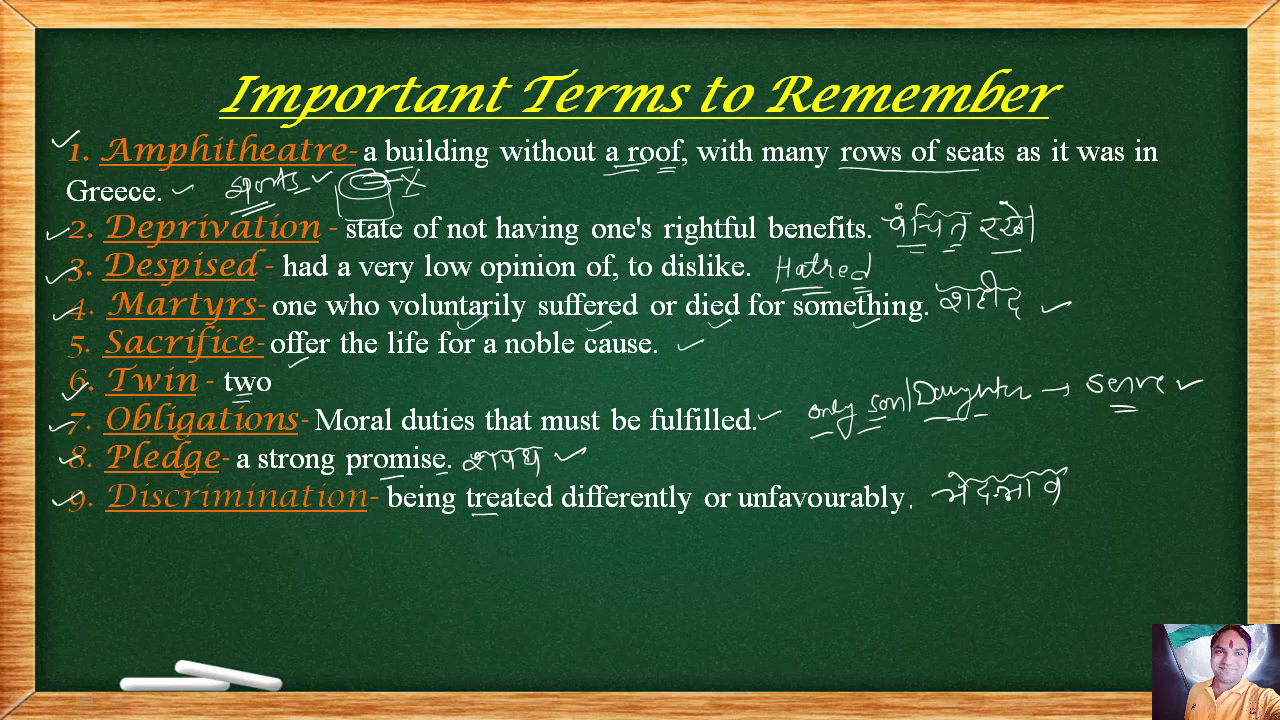 Important Terms to Remember
1. Amphitheatre- a building without a roof, with many rows of seats as it was in
Greece. sports
2. Deprivation - state of not having one's rightful benefits. वंचित रखे
3. Despised - had a very low opinion of, to dislike. Hatred
4. Martyrs- one who voluntarily suffered or died for something. शहीद
5. Sacrifice- offer the life for a noble cause.
6. Twin - two
7. Obligations- Moral duties that must be fulfilled. only son/Daughter → serve
8. Pledge- a strong promise. शपथ
9. Discrimination- being treated differently or unfavourably. भेदभाव